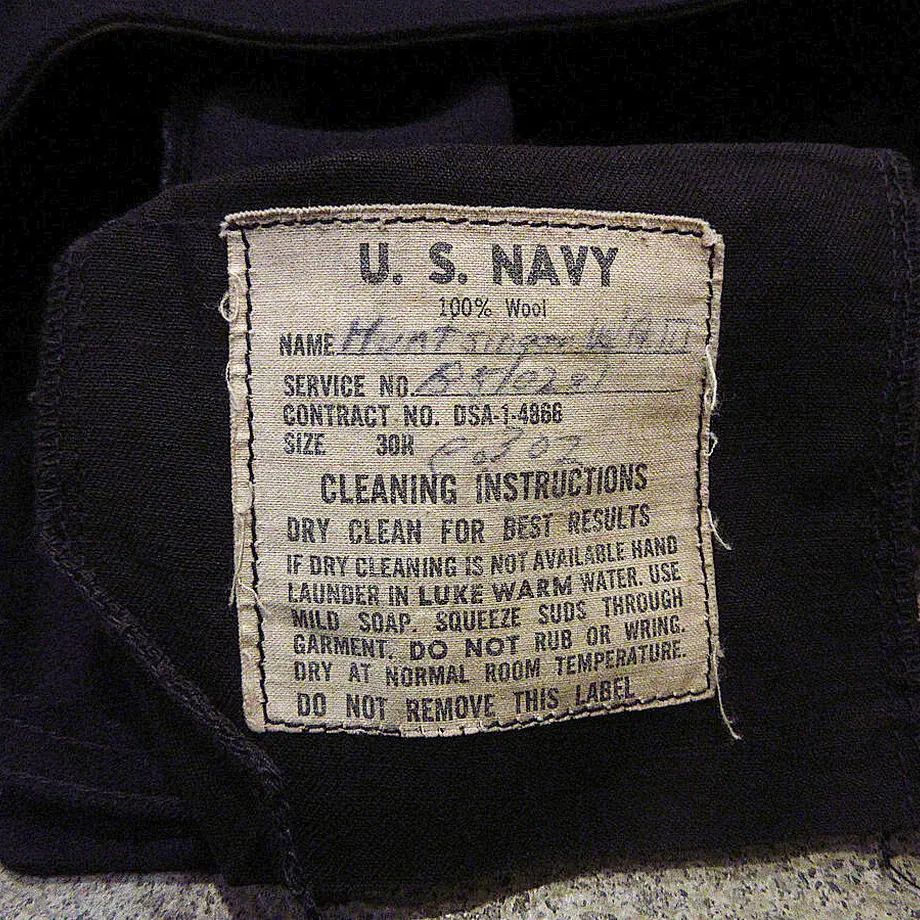 U. S. NAVY
100% Wool
NAME
SERVICE NO.
CONTRACT NO. DSA-1-4866
SIZE 30R
CLEANING INSTRUCTIONS
DRY CLEAN FOR BEST RESULTS
IF DRY CLEANING IS NOT AVAILABLE HAND
LAUNDER IN LUKE WARM WATER. USE
MILD SOAP. SQUEEZE SUDS THROUGH
GARMENT. DO NOT RUB OR WRING.
DRY AT NORMAL ROOM TEMPERATURE.
DO NOT REMOVE THIS LABEL